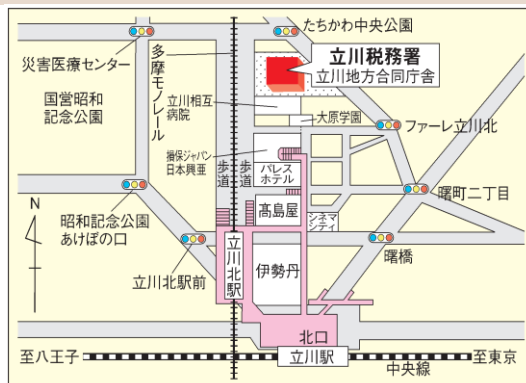 たちかわ中央公園
災害医療センター
多摩モノレール
立川税務署
立川地方合同庁舎
国営昭和
記念公園
立川相互
病院
大原学園
ファーレ立川北
損保ジャパン
日本興亜
歩道
歩道
パレス
ホテル
曙町二丁目
N
髙島屋
シネマ
シティ
昭和記念公園
あけぼの口
立川北駅
伊勢丹
曙橋
立川北駅前
北口
至八王子
立川駅
至東京
中央線